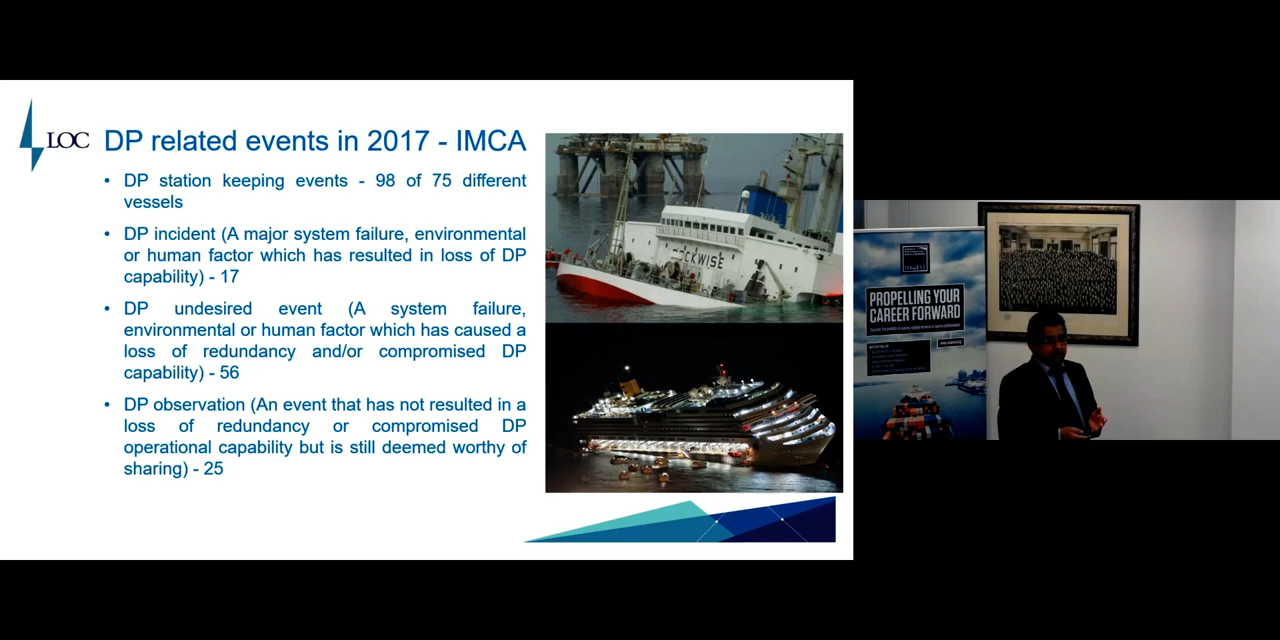 LOC
DP related events in 2017 - IMCA
• DP station keeping events - 98 of 75 different
vessels
• DP incident (A major system failure, environmental
or human factor which has resulted in loss of DP
capability) - 17
• DP undesired event (A system failure,
environmental or human factor which has caused a
loss of redundancy and/or compromised DP
capability) - 56
• DP observation (An event that has not resulted in a
loss of redundancy or compromised DP
operational capability but is still deemed worthy of
sharing) - 25
OCKWISE
PROPELLING YOUR
CAREER FORWARD